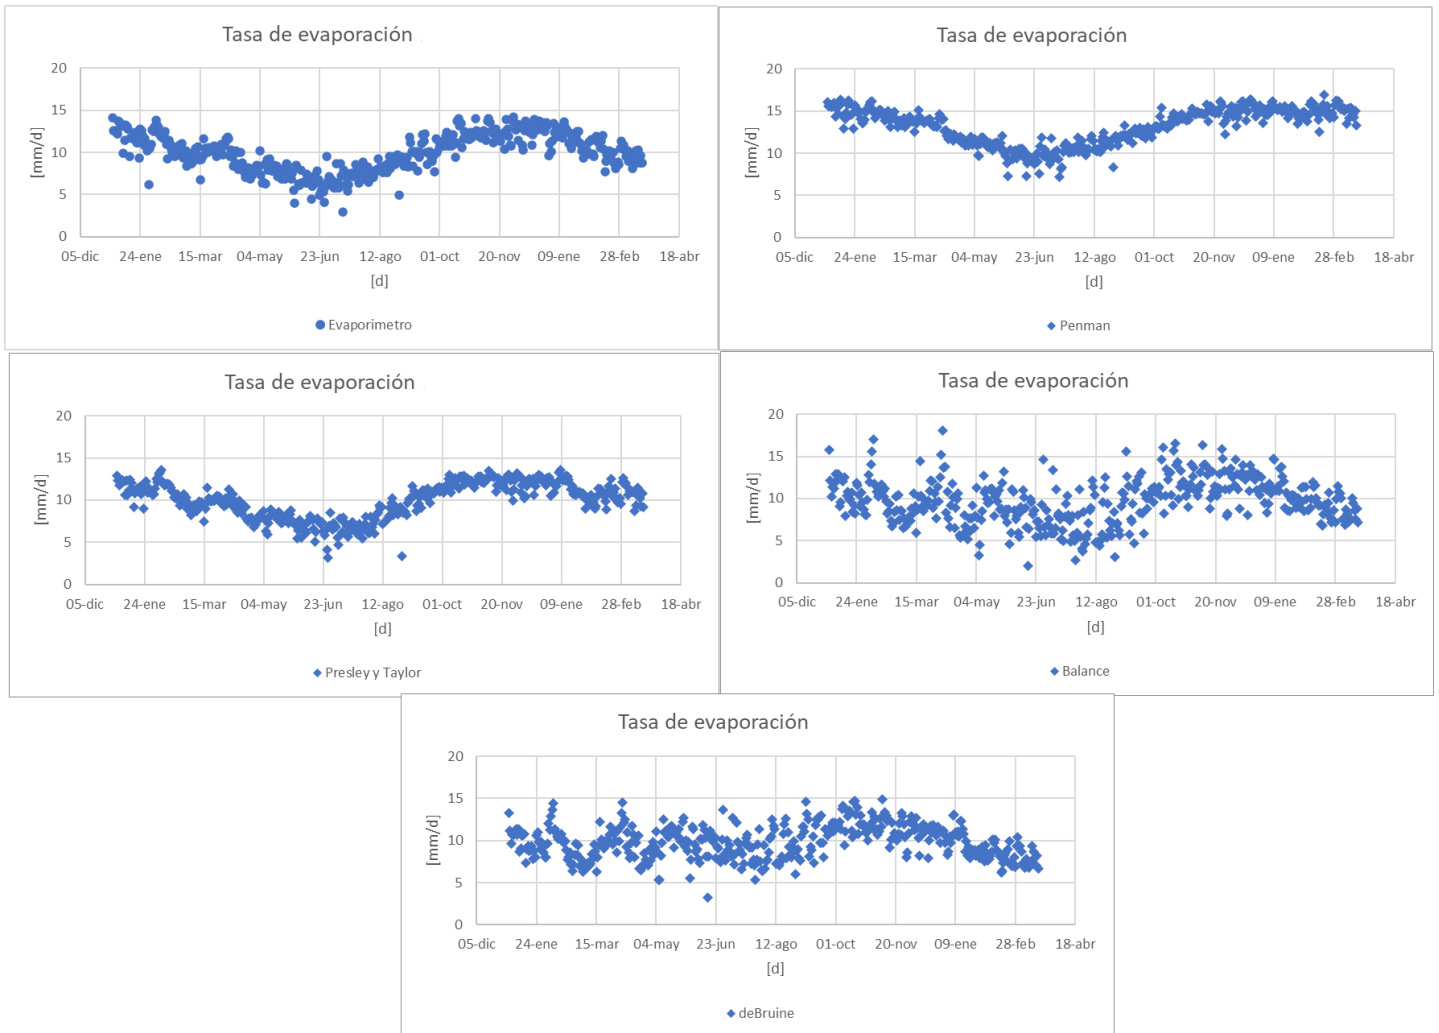 Tasa de evaporación
20
15
10
5
0
[mm/d]
05-dic 24-ene 15-mar 04-may 23-jun 12-ago 01-oct 20-nov 09-ene 28-feb 18-abr
[d]
Evaporimetro
Tasa de evaporación
20
15
10
5
0
[mm/d]
05-dic 24-ene 15-mar 04-may 23-jun 12-ago 01-oct 20-nov 09-ene 28-feb 18-abr
[d]
Penman
Tasa de evaporación
20
15
10
5
0
[mm/d]
05-dic 24-ene 15-mar 04-may 23-jun 12-ago 01-oct 20-nov 09-ene 28-feb 18-abr
[d]
Presley y Taylor
Tasa de evaporación
20
15
10
5
0
[mm/d]
05-dic 24-ene 15-mar 04-may 23-jun 12-ago 01-oct 20-nov 09-ene 28-feb 18-abr
[d]
Balance
Tasa de evaporación
20
15
10
5
0
[mm/d]
05-dic 24-ene 15-mar 04-may 23-jun 12-ago 01-oct 20-nov 09-ene 28-feb 18-abr
[d]
deBruine